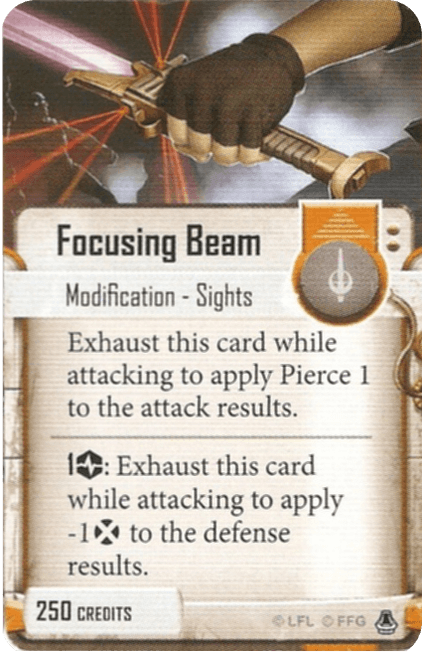 Focusing Beam
Modification - Sights
Exhaust this card while
attacking to apply Pierce 1
to the attack results.
1: Exhaust this card
while attacking to apply
-1 to the defense
results.
250 CREDITS
© LFL © FFG